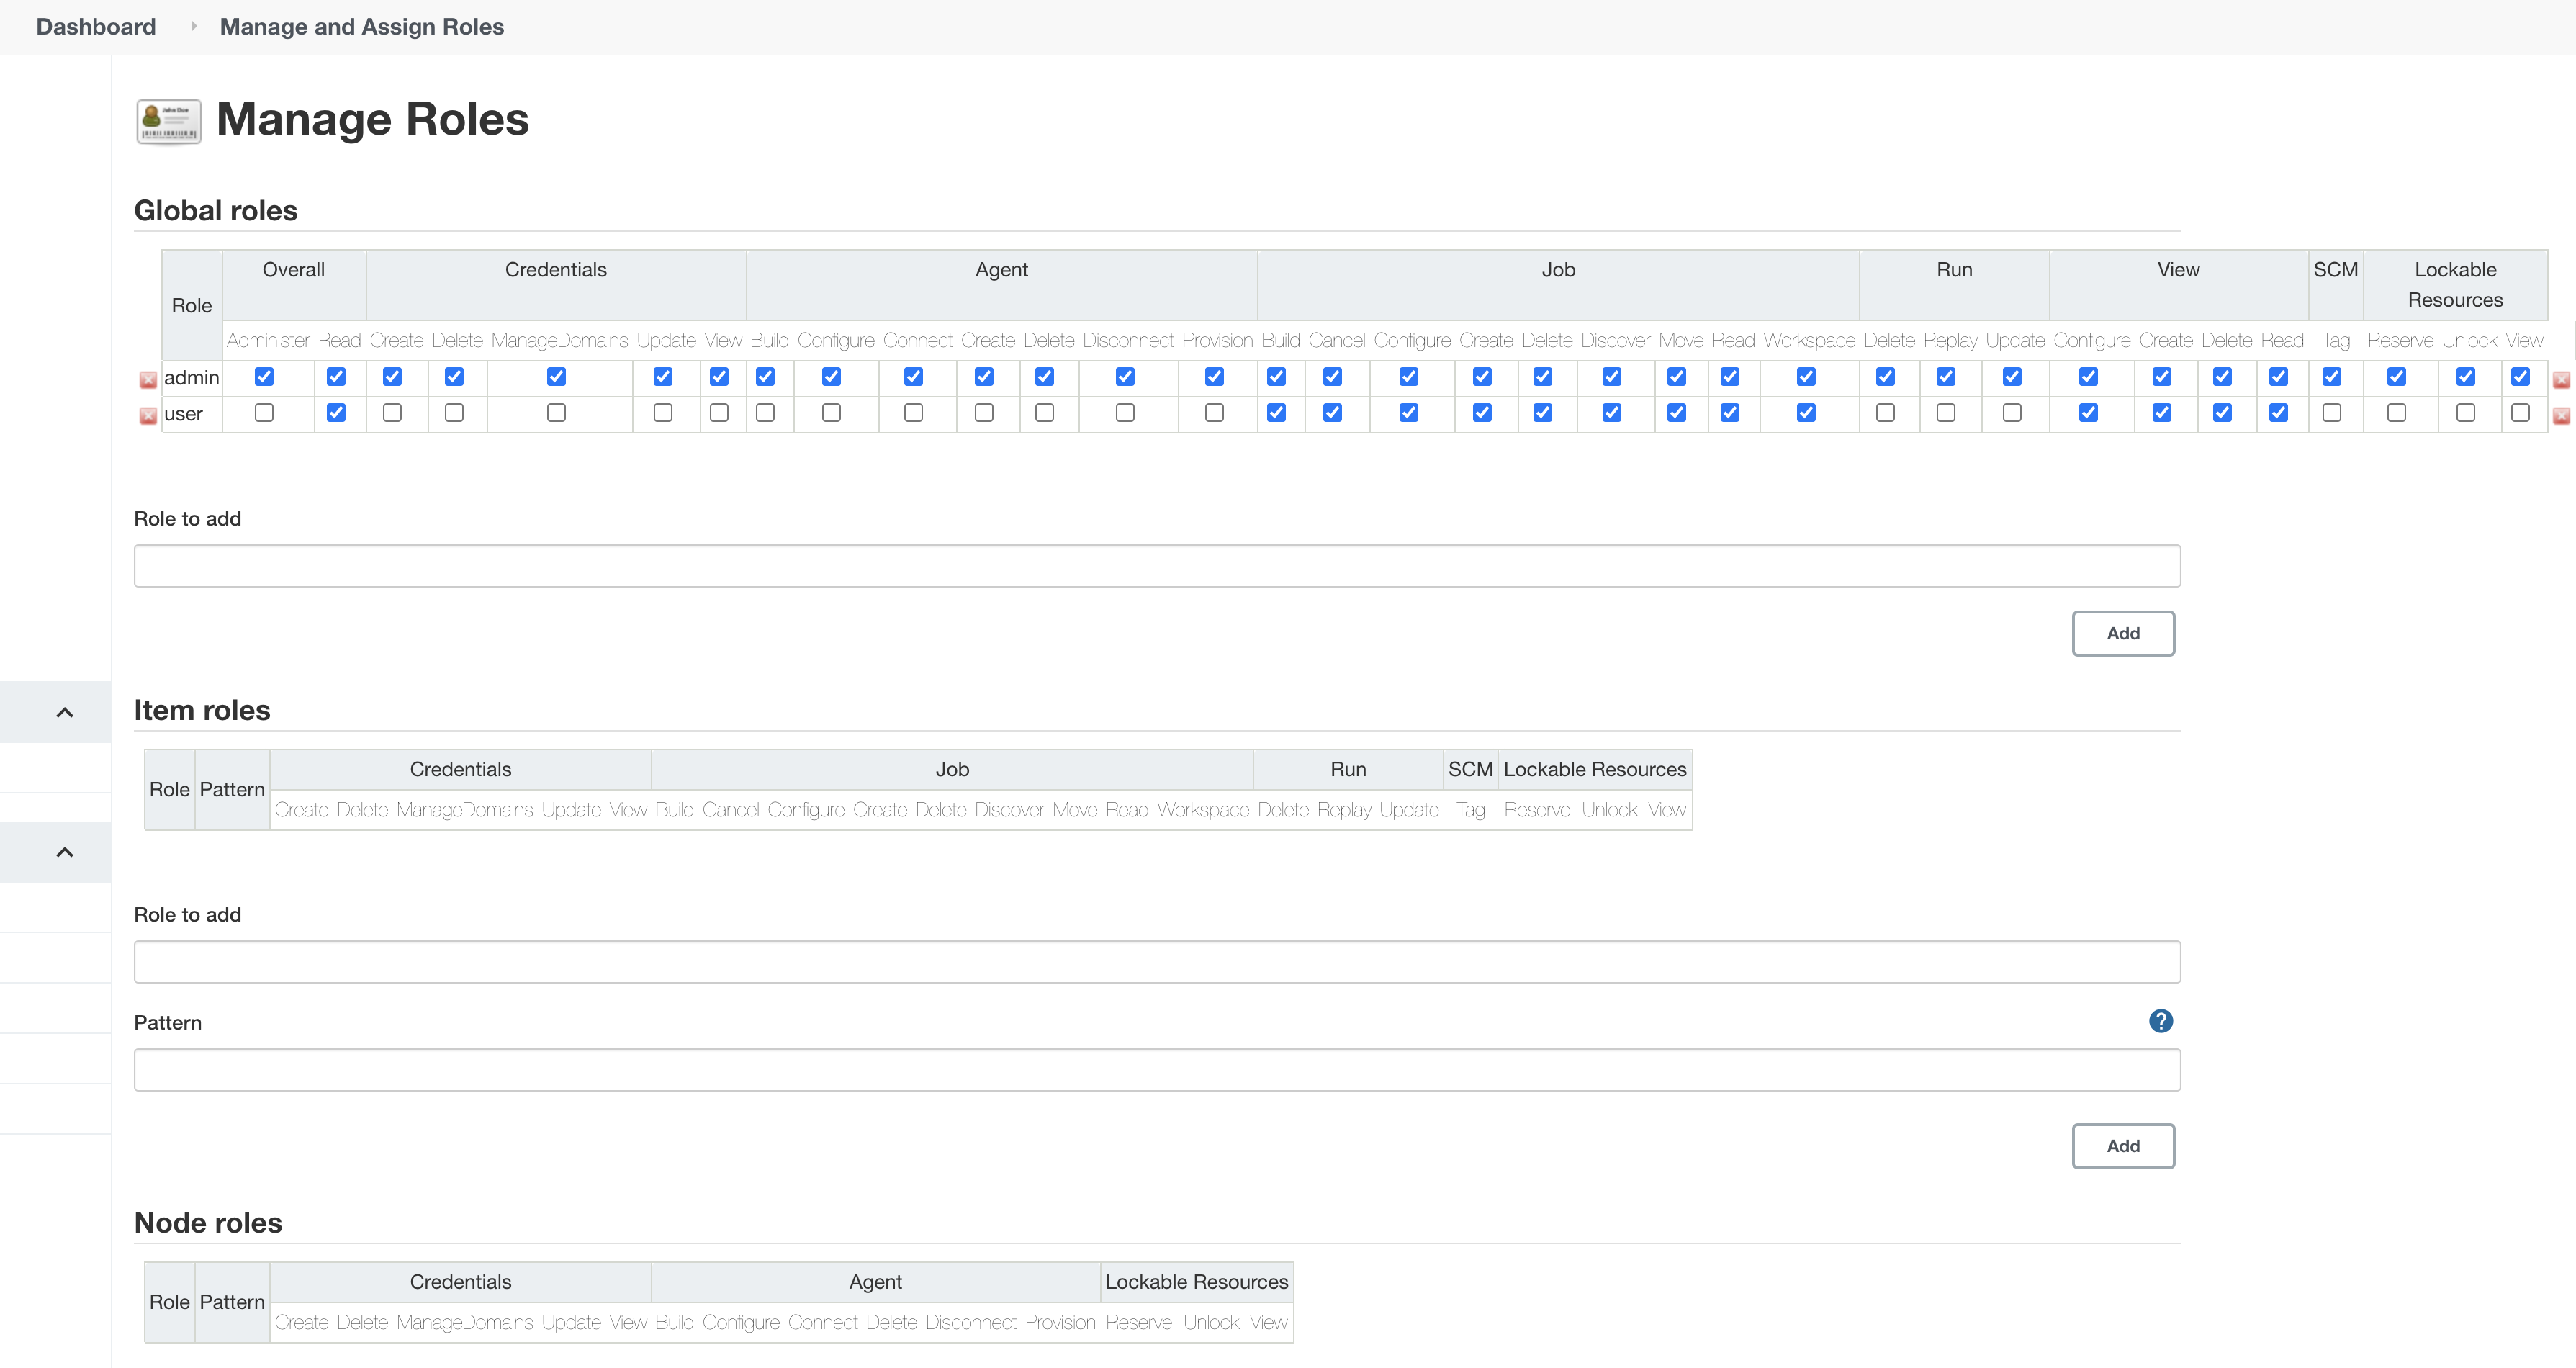 Dashboard Manage and Assign Roles
John Doe
Manage Roles
Global roles
Role Overall Credentials Agent Job Run View SCM Lockable Resources
Administer Read Create Delete ManageDomains Update View Build Configure Connect Create Delete Disconnect Provision Build Cancel Configure Create Delete Discover Move Read Workspace Delete Replay Update Configure Create Delete Read Tag Reserve Unlock View
admin
user
Role to add
Add
Item roles
Role Pattern Credentials Job Run SCM Lockable Resources
Create Delete ManageDomains Update View Build Cancel Configure Create Delete Discover Move Read Workspace Delete Replay Update Tag Reserve Unlock View
Role to add
Pattern
?
Add
Node roles
Role Pattern Credentials Agent Lockable Resources
Create Delete ManageDomains Update View Build Configure Connect Delete Disconnect Provision Reserve Unlock View